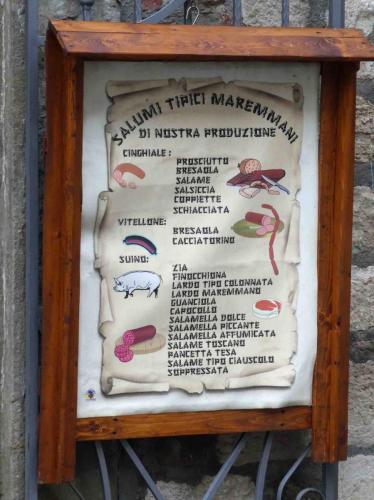 SALUMI TIPICI MAREMMANI
DI NOSTRA PRODUZIONE
CINGHIALE:
PROSCIUTTO
BRESAOLA
SALAME
SALSICCIA
COPPIETTE
SCHIACCIATA
VITELLONE:
BRESAOLA
CACCIATORINO
SUINO:
ZIA
FINOCCHIONA
LARDO TIPO COLONNATA
LARDO MAREMMANO
GUANCIOLA
CAPOCOLLO
SALAMELLA DOLCE
SALAMELLA PICCANTE
SALAMELLA AFFUMICATA
SALAME TOSCANO
PANCETTA TESA
SALAME TIPO CIAUSCOLO
SOPPRESSATA